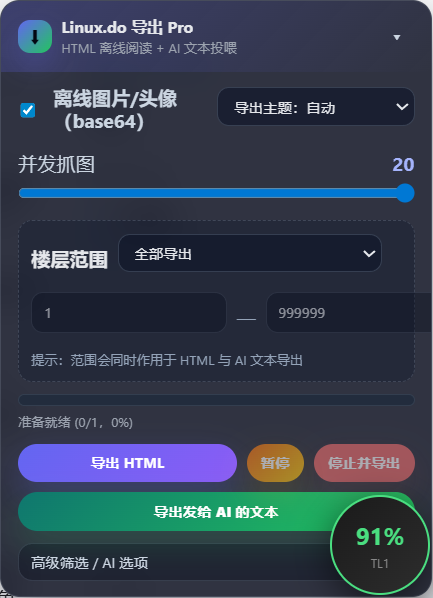 Linux.do 导出 Pro
HTML 离线阅读 + AI 文本投喂
离线图片/头像
（base64）
导出主题：自动
并发抓图
20
楼层范围
全部导出
1
—
999999
提示：范围会同时作用于 HTML 与 AI 文本导出
准备就绪 (0/1，0%)
导出 HTML
暂停
停止并导出
导出发给 AI 的文本
91%
TL1
高级筛选 / AI 选项